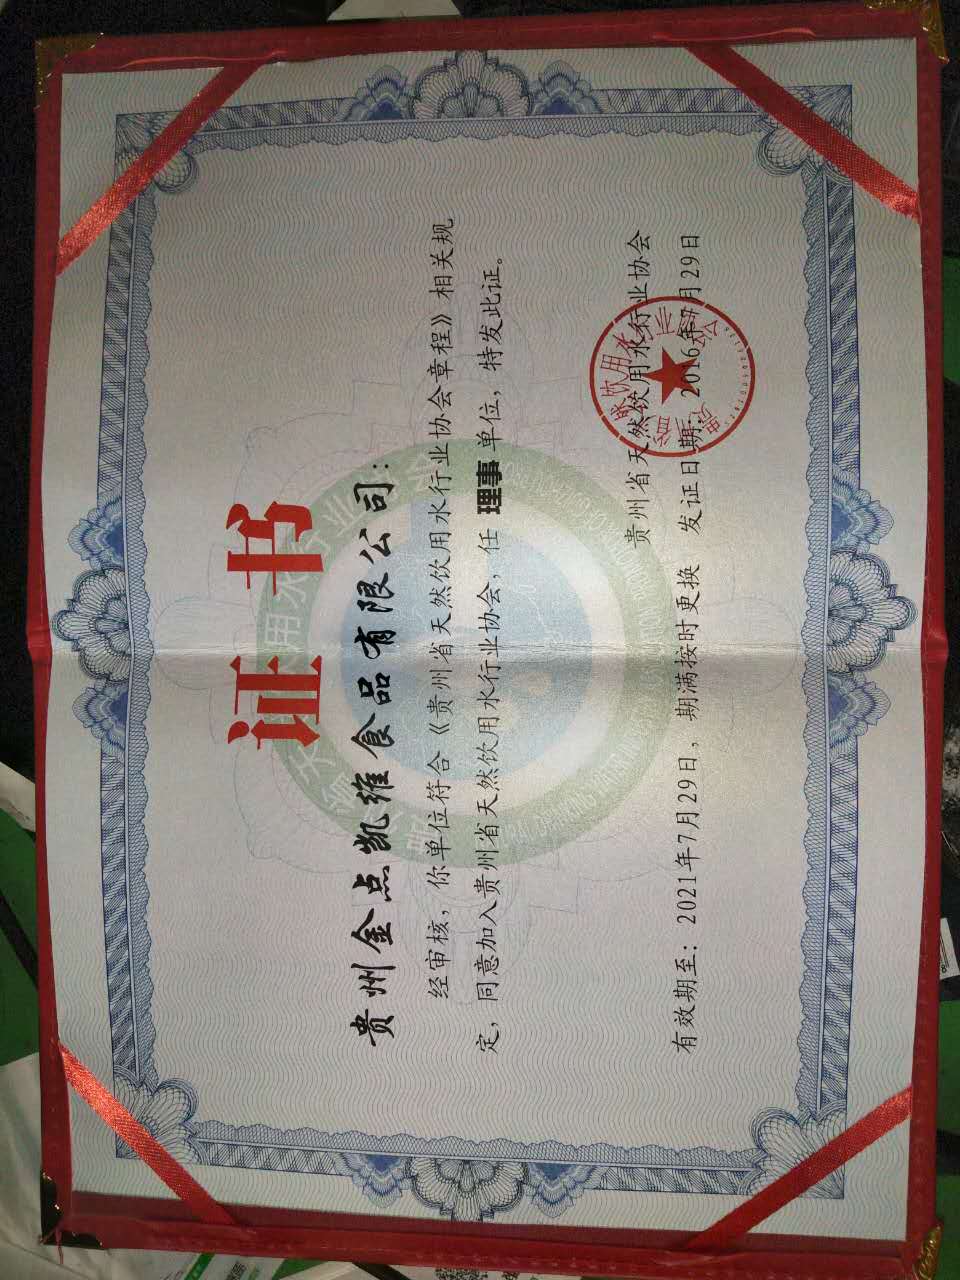 证书
贵州金点凯维食品有限公司:
经审核，你单位符合《贵州省天然饮用水行业协会章程》相关规
定，同意加入贵州省天然饮用水行业协会，任 理事 单位，特发此证。
贵州省天然饮用水行业协会
有效期至: 2021年7月29日，期满按时更换 发证日期: 2016年7月29日